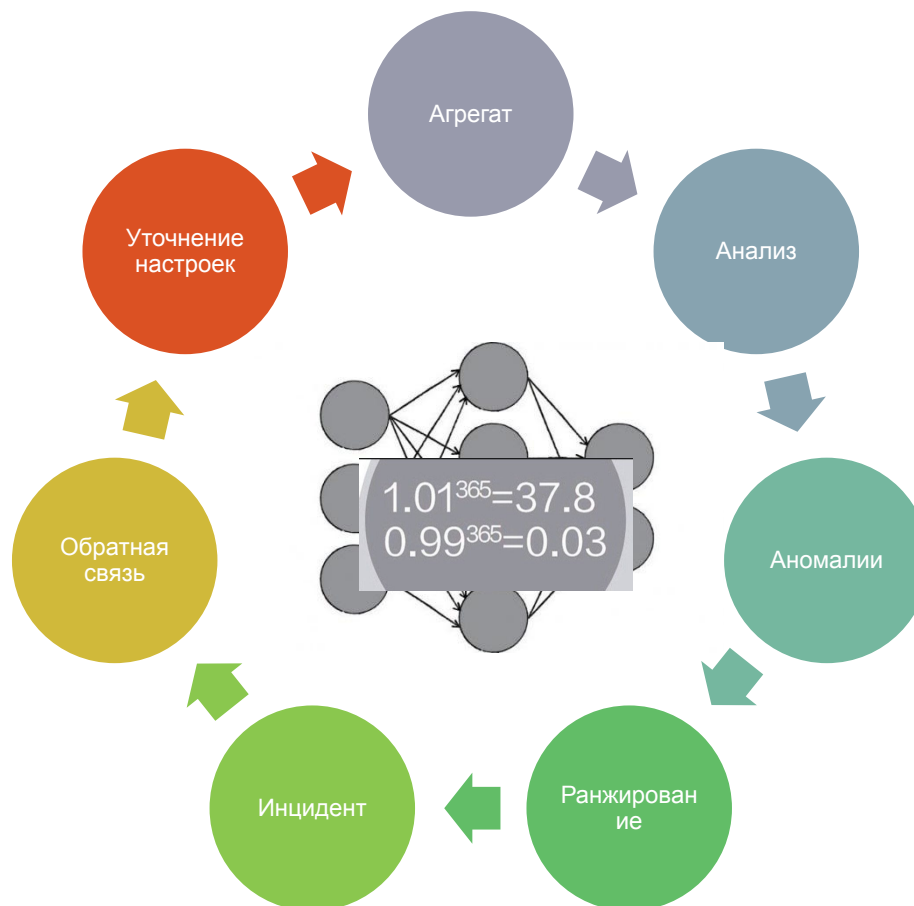 Агрегат
Анализ
Аномалии
Ранжирован
ие
Инцидент
Обратная
связь
Уточнение
настроек
1.01³⁶⁵=37.8
0.99³⁶⁵=0.03